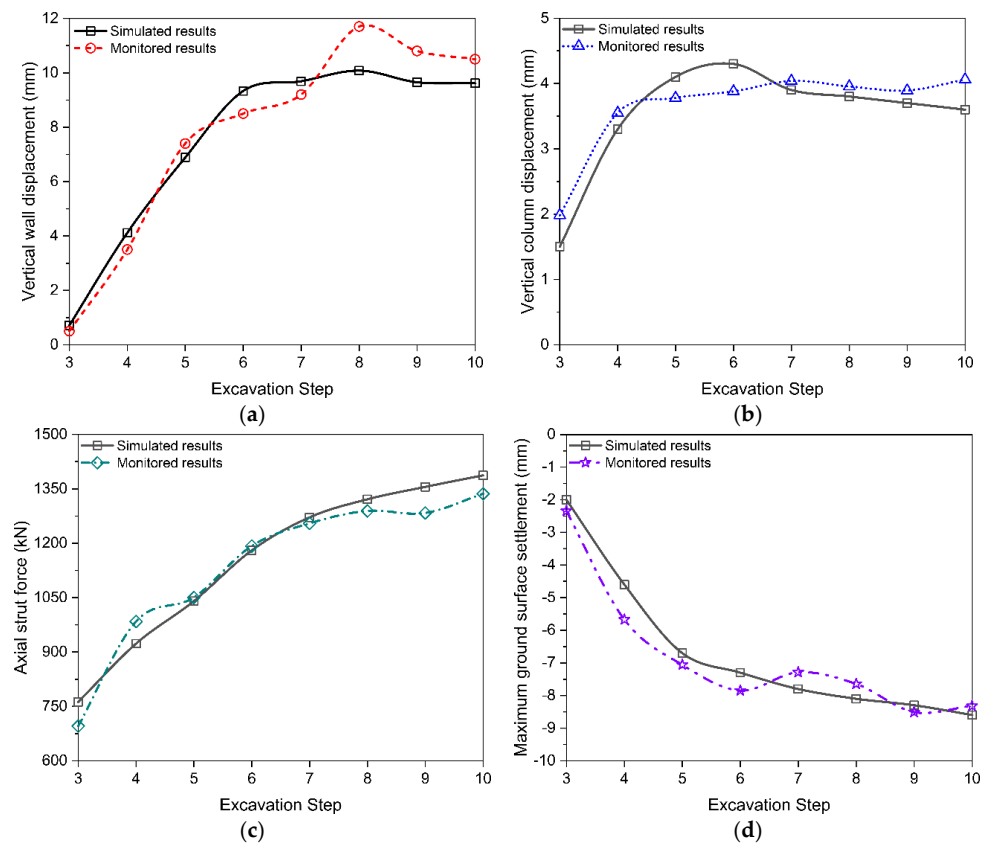 Simulated results
Monitored results
Vertical wall displacement (mm)
12
10
8
6
4
2
0
3 4 5 6 7 8 9 10
Excavation Step
(a)
Simulated results
Monitored results
Vertical column displacement (mm)
5
4
3
2
1
0
3 4 5 6 7 8 9 10
Excavation Step
(b)
Simulated results
Monitored results
Axial strut force (kN)
1500
1350
1200
1050
900
750
600
3 4 5 6 7 8 9 10
Excavation Step
(c)
Simulated results
Monitored results
Maximum ground surface settlement (mm)
0
-1
-2
-3
-4
-5
-6
-7
-8
-9
-10
3 4 5 6 7 8 9 10
Excavation Step
(d)